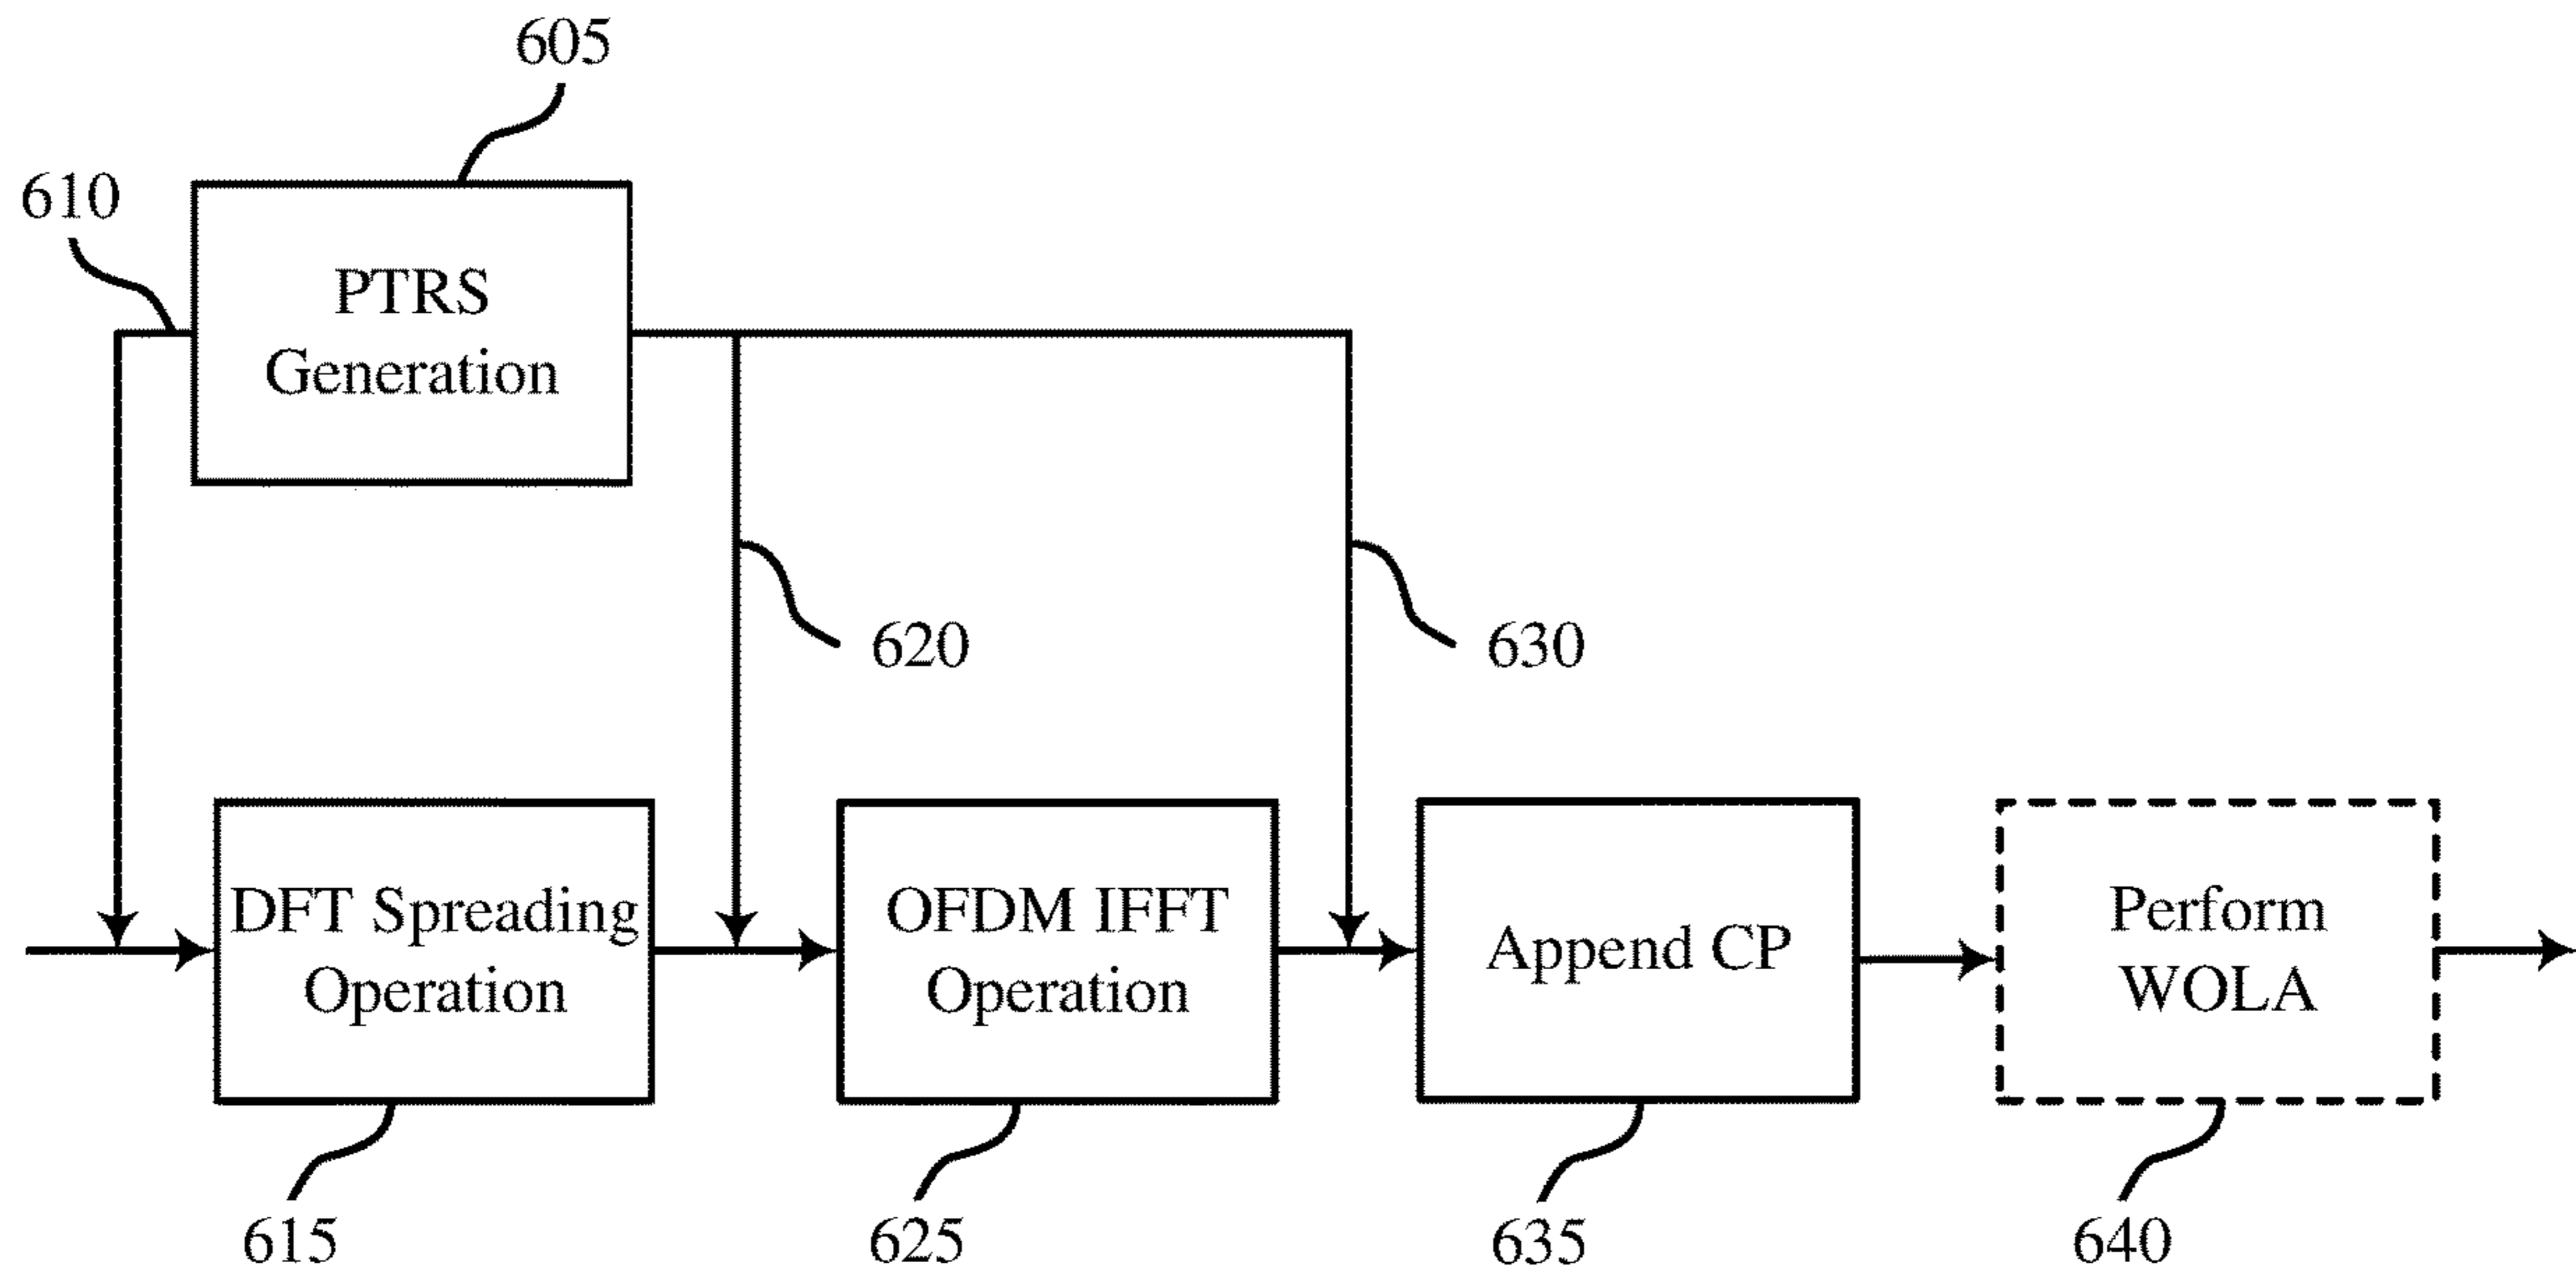 605
610
PTRS
Generation
620
630
DFT Spreading
Operation
OFDM IFFT
Operation
Append CP
Perform
WOLA
615
625
635
640